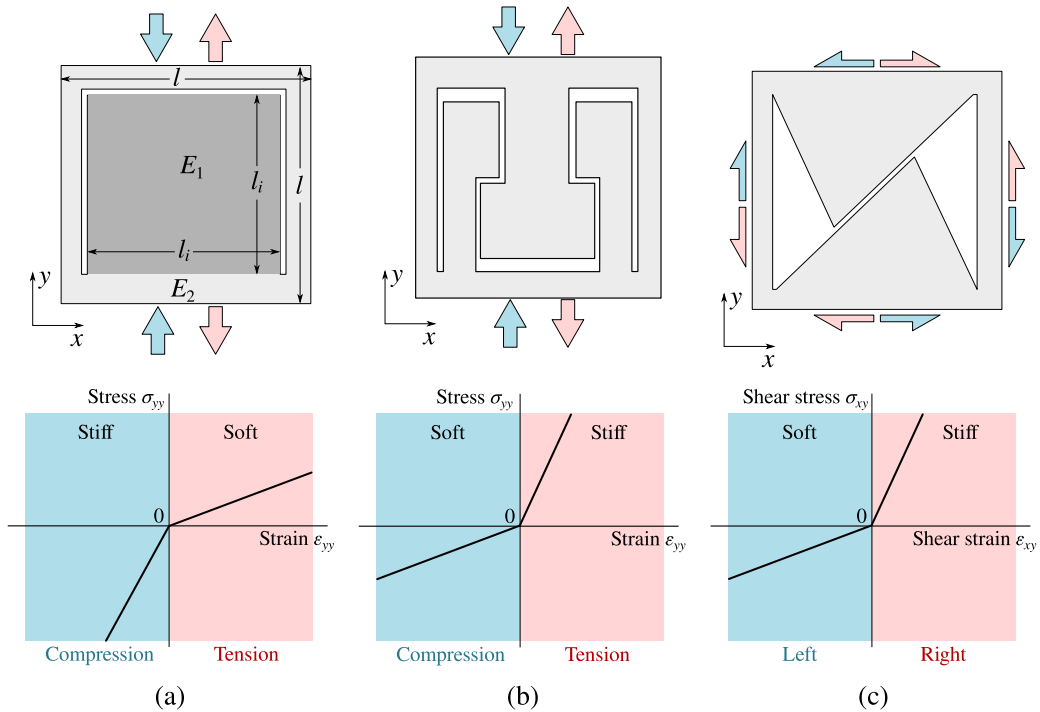 l
E1
li
l
li
E2
y
x
y
x
y
x
Stress σyy
Stiff
Soft
0
Strain εyy
Compression
Tension
Stress σyy
Soft
Stiff
0
Strain εyy
Compression
Tension
Shear stress σxy
Soft
Stiff
0
Shear strain εxy
Left
Right
(a)
(b)
(c)